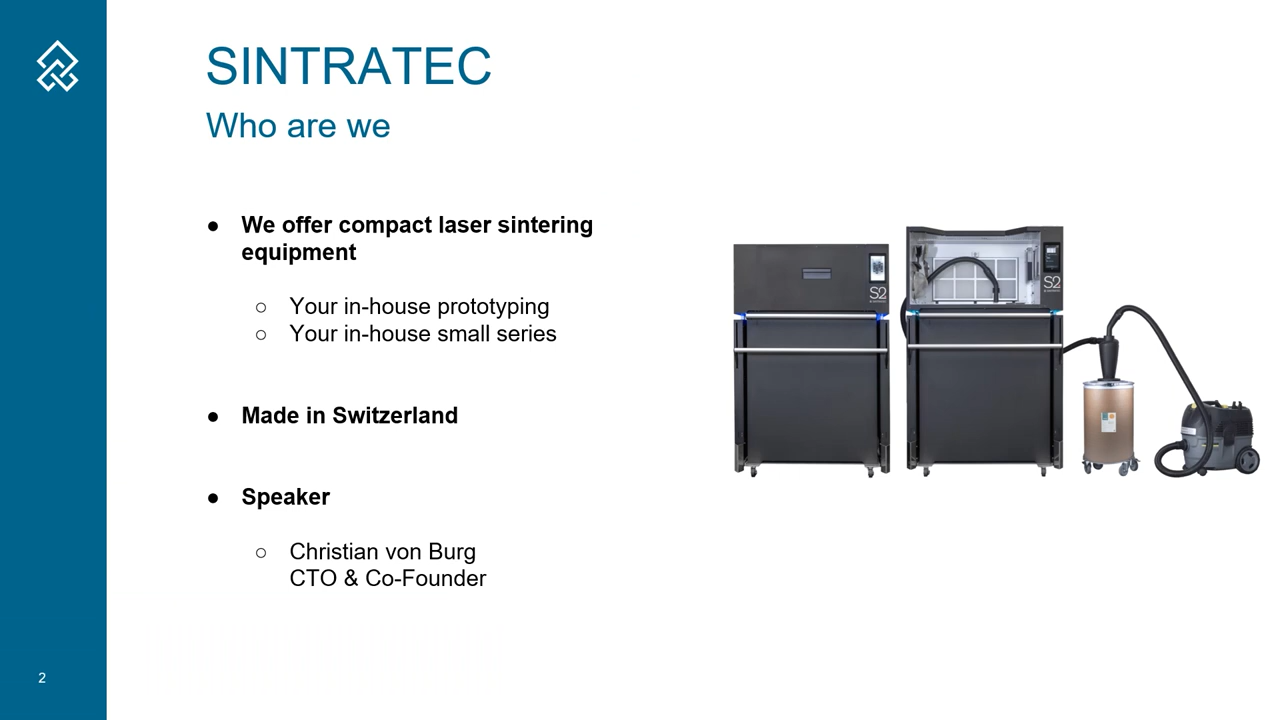 SINTRATEC
Who are we
● We offer compact laser sintering
equipment
○ Your in-house prototyping
○ Your in-house small series
● Made in Switzerland
● Speaker
○ Christian von Burg
CTO & Co-Founder
S2
S2
2